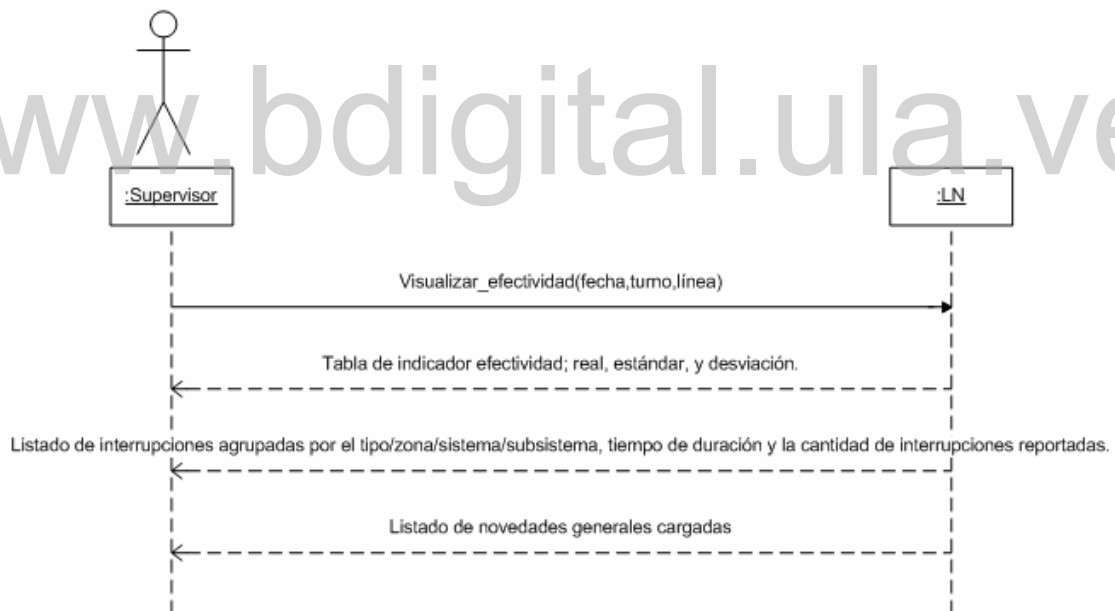 ww.bdigital.ula.ve
:Supervisor
:LN
Visualizar_efectividad(fecha,turno,línea)
Tabla de indicador efectividad; real, estándar, y desviación.
Listado de interrupciones agrupadas por el tipo/zona/sistema/subsistema, tiempo de duración y la cantidad de interrupciones reportadas.
Listado de novedades generales cargadas